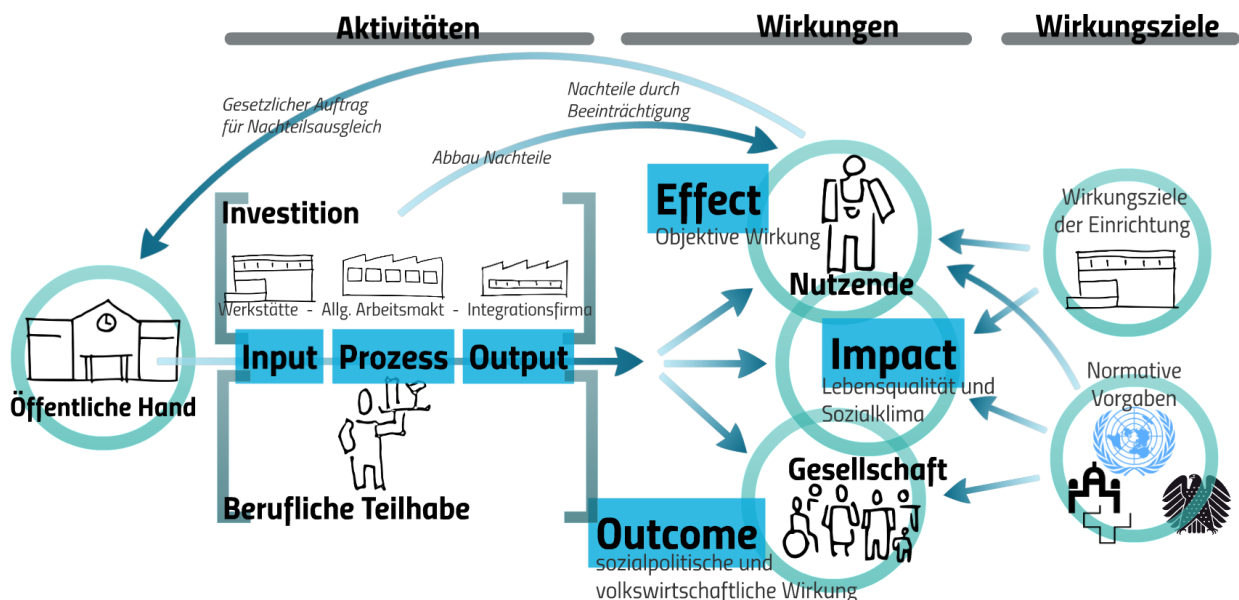 Aktivitäten
Wirkungen
Wirkungsziele
Gesetzlicher Auftrag
für Nachteilsausgleich
Nachteile durch
Beeinträchtigung
Abbau Nachteile
Investition
Werkstätte - Allg. Arbeitsmakt - Integrationsfirma
Input
Prozess
Output
Öffentliche Hand
Berufliche Teilhabe
Effect
Objektive Wirkung
Nutzende
Impact
Lebensqualität und
Sozialklima
Gesellschaft
Outcome
sozialpolitische und
volkswirtschaftliche Wirkung
Wirkungsziele
der Einrichtung
Normative
Vorgaben